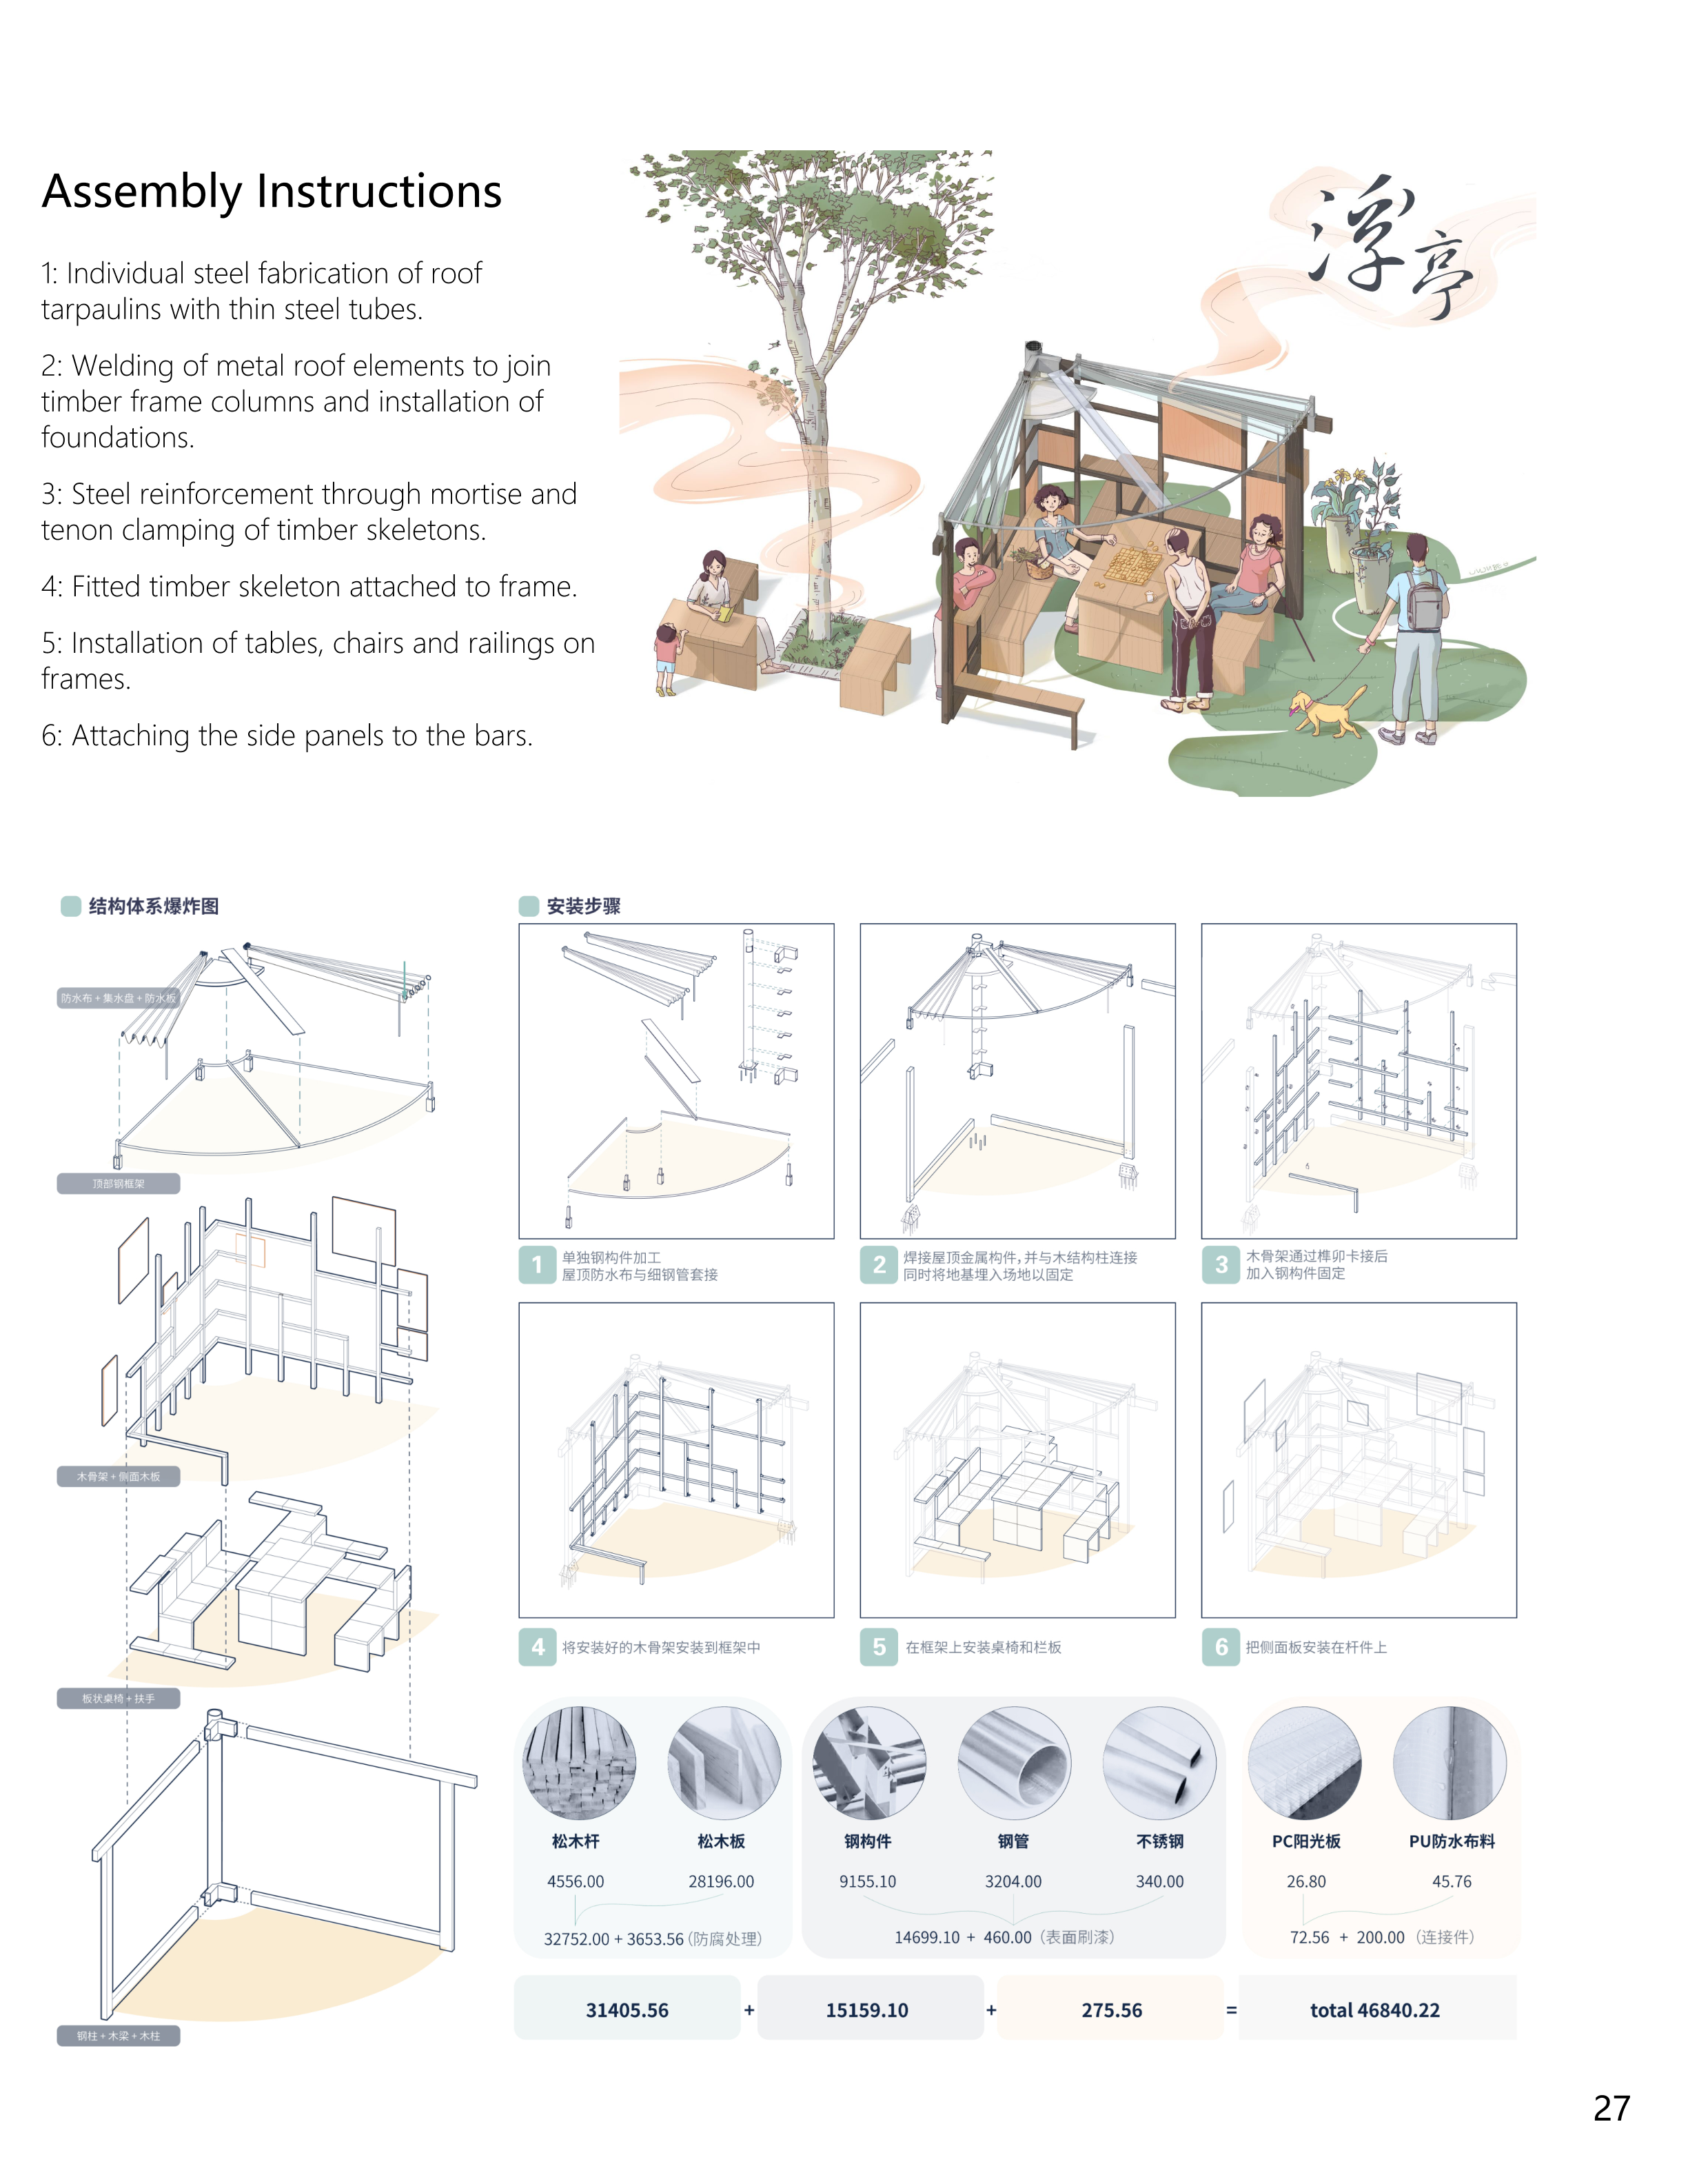 Assembly Instructions
1: Individual steel fabrication of roof
tarpaulins with thin steel tubes.
2: Welding of metal roof elements to join
timber frame columns and installation of
foundations.
3: Steel reinforcement through mortise and
tenon clamping of timber skeletons.
4: Fitted timber skeleton attached to frame.
5: Installation of tables, chairs and railings on
frames.
6: Attaching the side panels to the bars.
浮亭
结构体系爆炸图
防水布 + 集水盘 + 防水板
顶部钢框架
木骨架 + 侧面木板
板状桌椅 + 扶手
钢柱 + 木梁 + 木柱
安装步骤
1 单独钢构件加工
屋顶防水布与细钢管套接
2 焊接屋顶金属构件，并与木结构柱连接
同时将地基埋入场地以固定
3 木骨架通过榫卯卡接后
加入钢构件固定
4 将安装好的木骨架安装到框架中
5 在框架上安装桌椅和栏板
6 把侧面板安装在杆件上
松木杆 松木板 钢构件 钢管 不锈钢 PC阳光板 PU防水布料
4556.00 28196.00 9155.10 3204.00 340.00 26.80 45.76
32752.00 + 3653.56 (防腐处理) 14699.10 + 460.00 (表面刷漆) 72.56 + 200.00 (连接件)
31405.56 + 15159.10 + 275.56 = total 46840.22
27